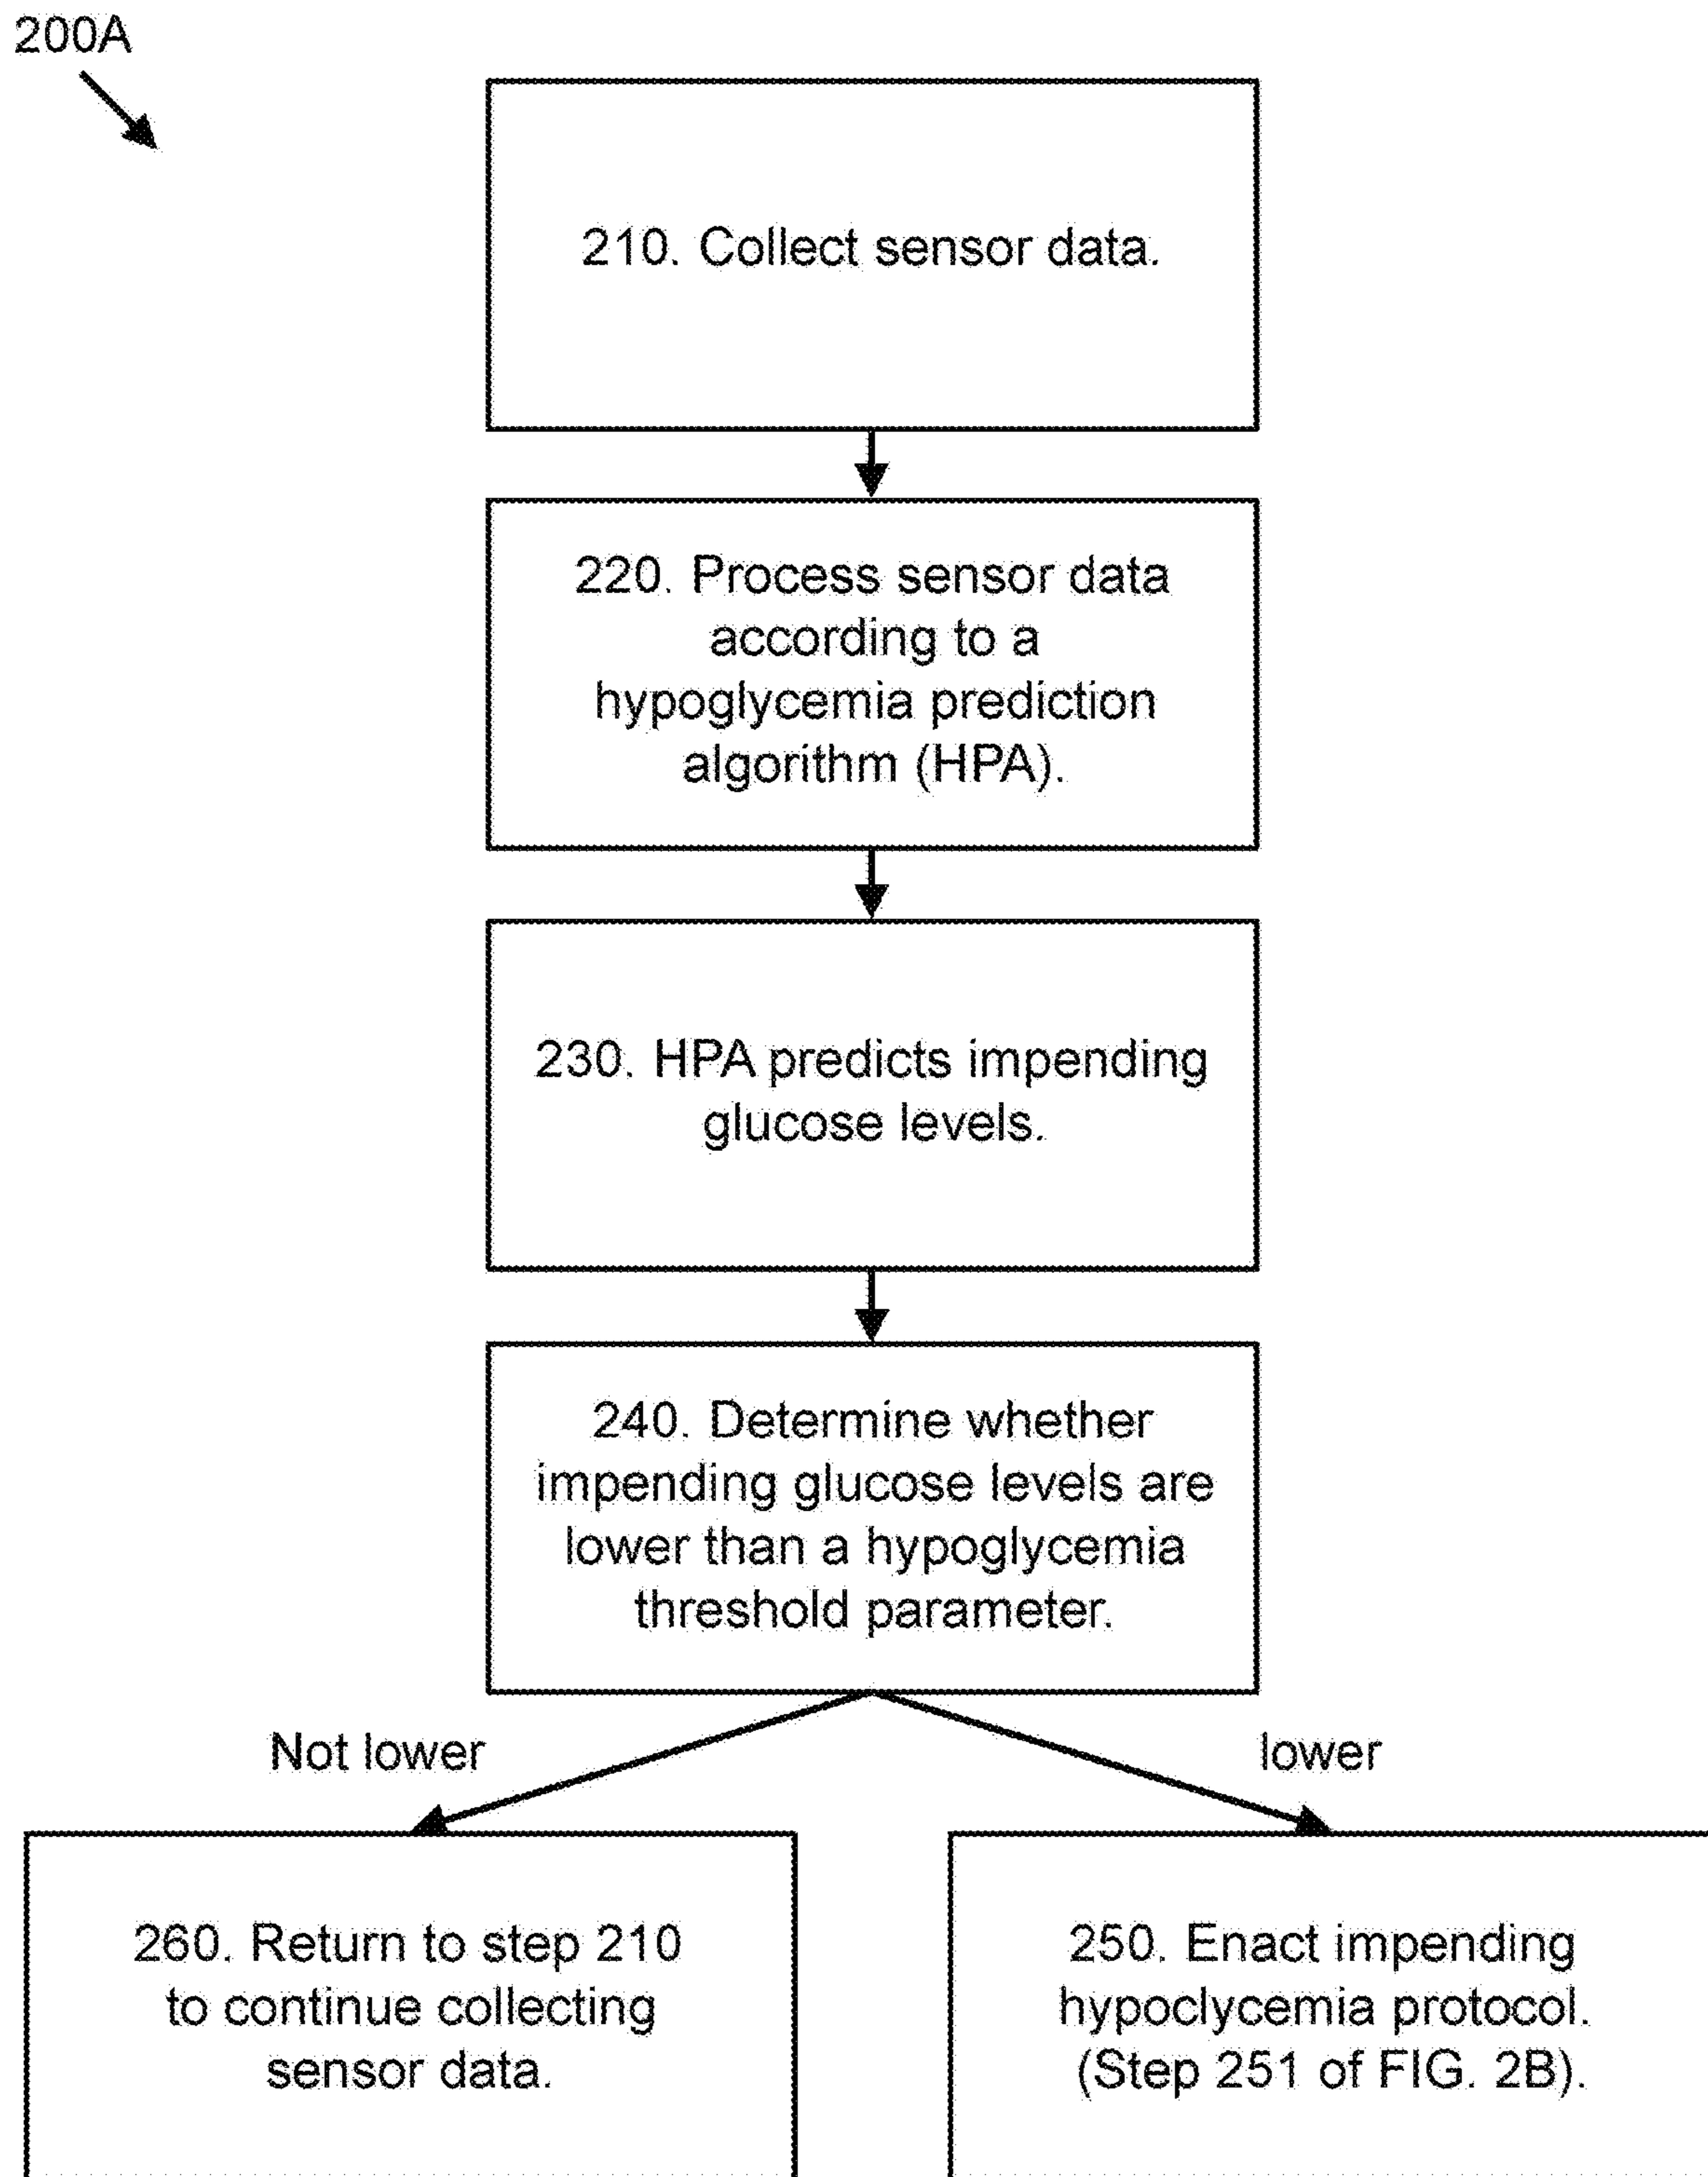 200A
210. Collect sensor data.
220. Process sensor data
according to a
hypoglycemia prediction
algorithm (HPA).
230. HPA predicts impending
glucose levels.
240. Determine whether
impending glucose levels are
lower than a hypoglycemia
threshold parameter.
Not lower
lower
260. Return to step 210
to continue collecting
sensor data.
250. Enact impending
hypoclycemia protocol.
(Step 251 of FIG. 2B).